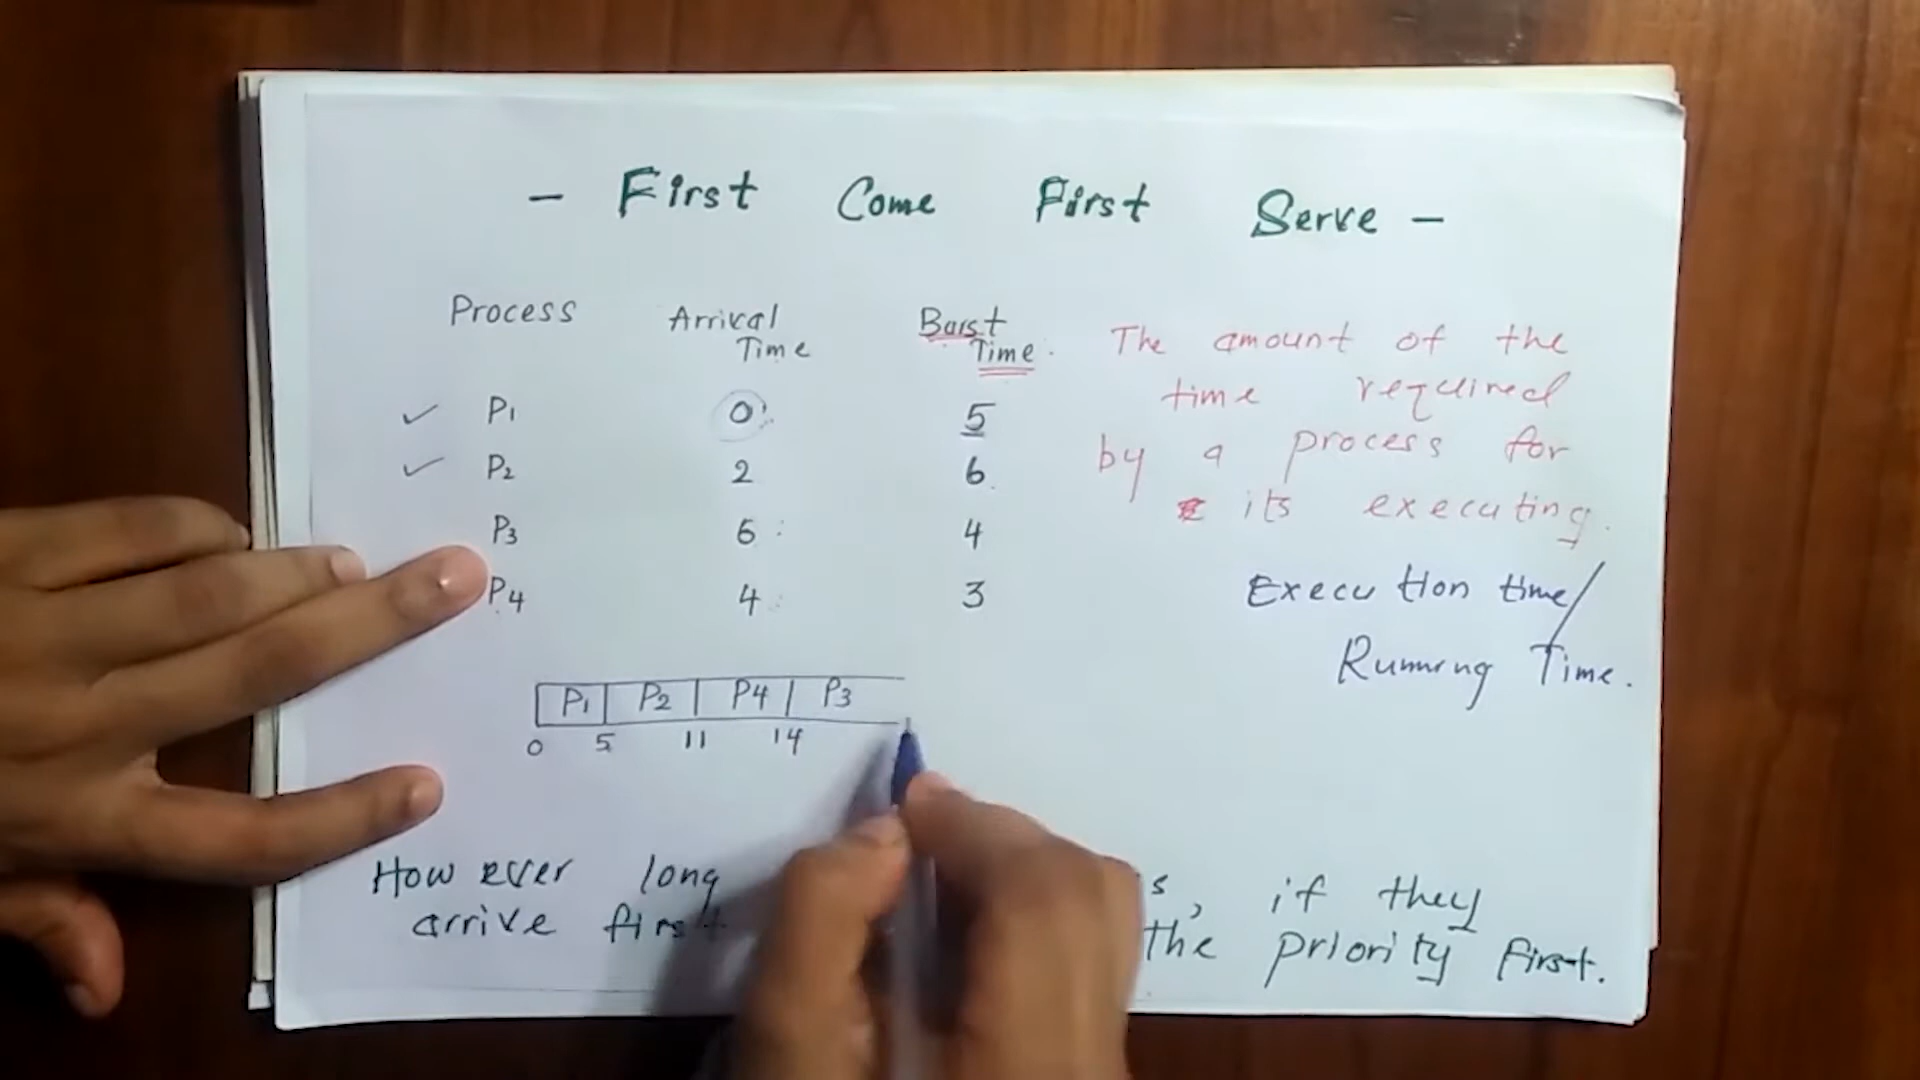 - First Come First Serve -
Process Arrival Time Burst Time.
P1 0 5
P2 2 6
P3 6 4
P4 4 3
The amount of the
time required
by a process for
its executing.
Execution time/
Running Time.
P1 P2 P4 P3
0 5 11 14
How ever long s, if they
arrive first the priority first.